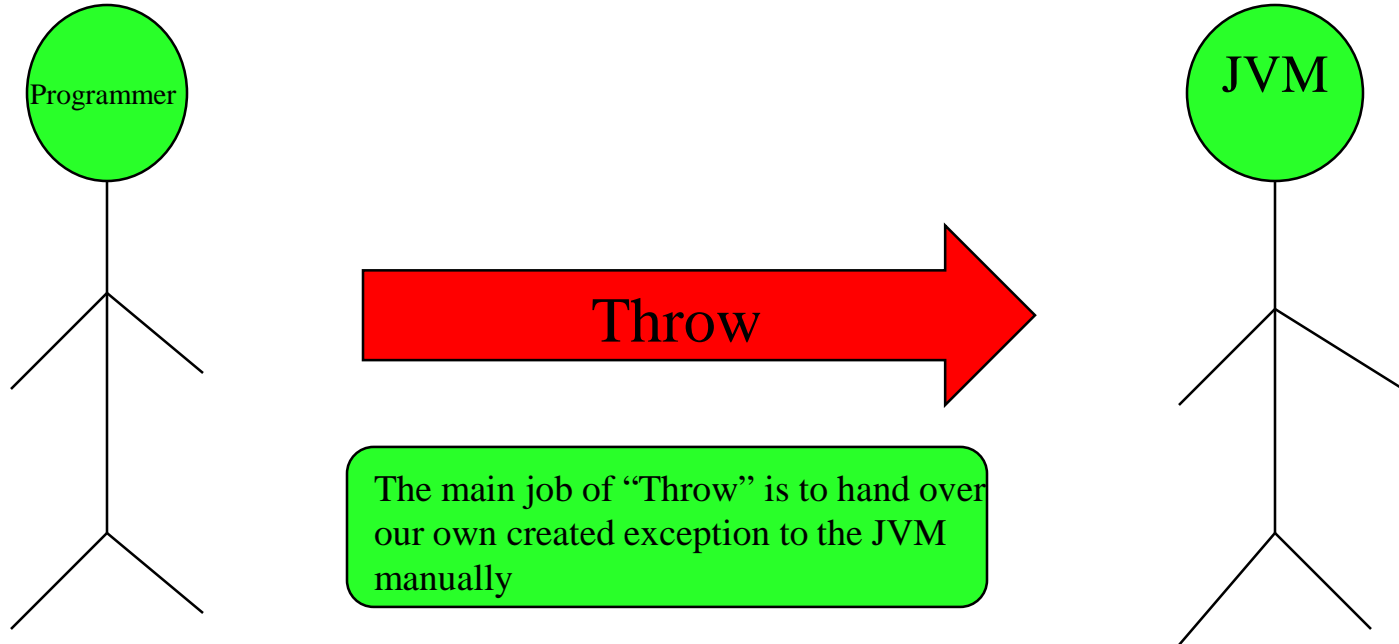 Programmer
JVM
Throw
The main job of “Throw” is to hand over
our own created exception to the JVM
manually